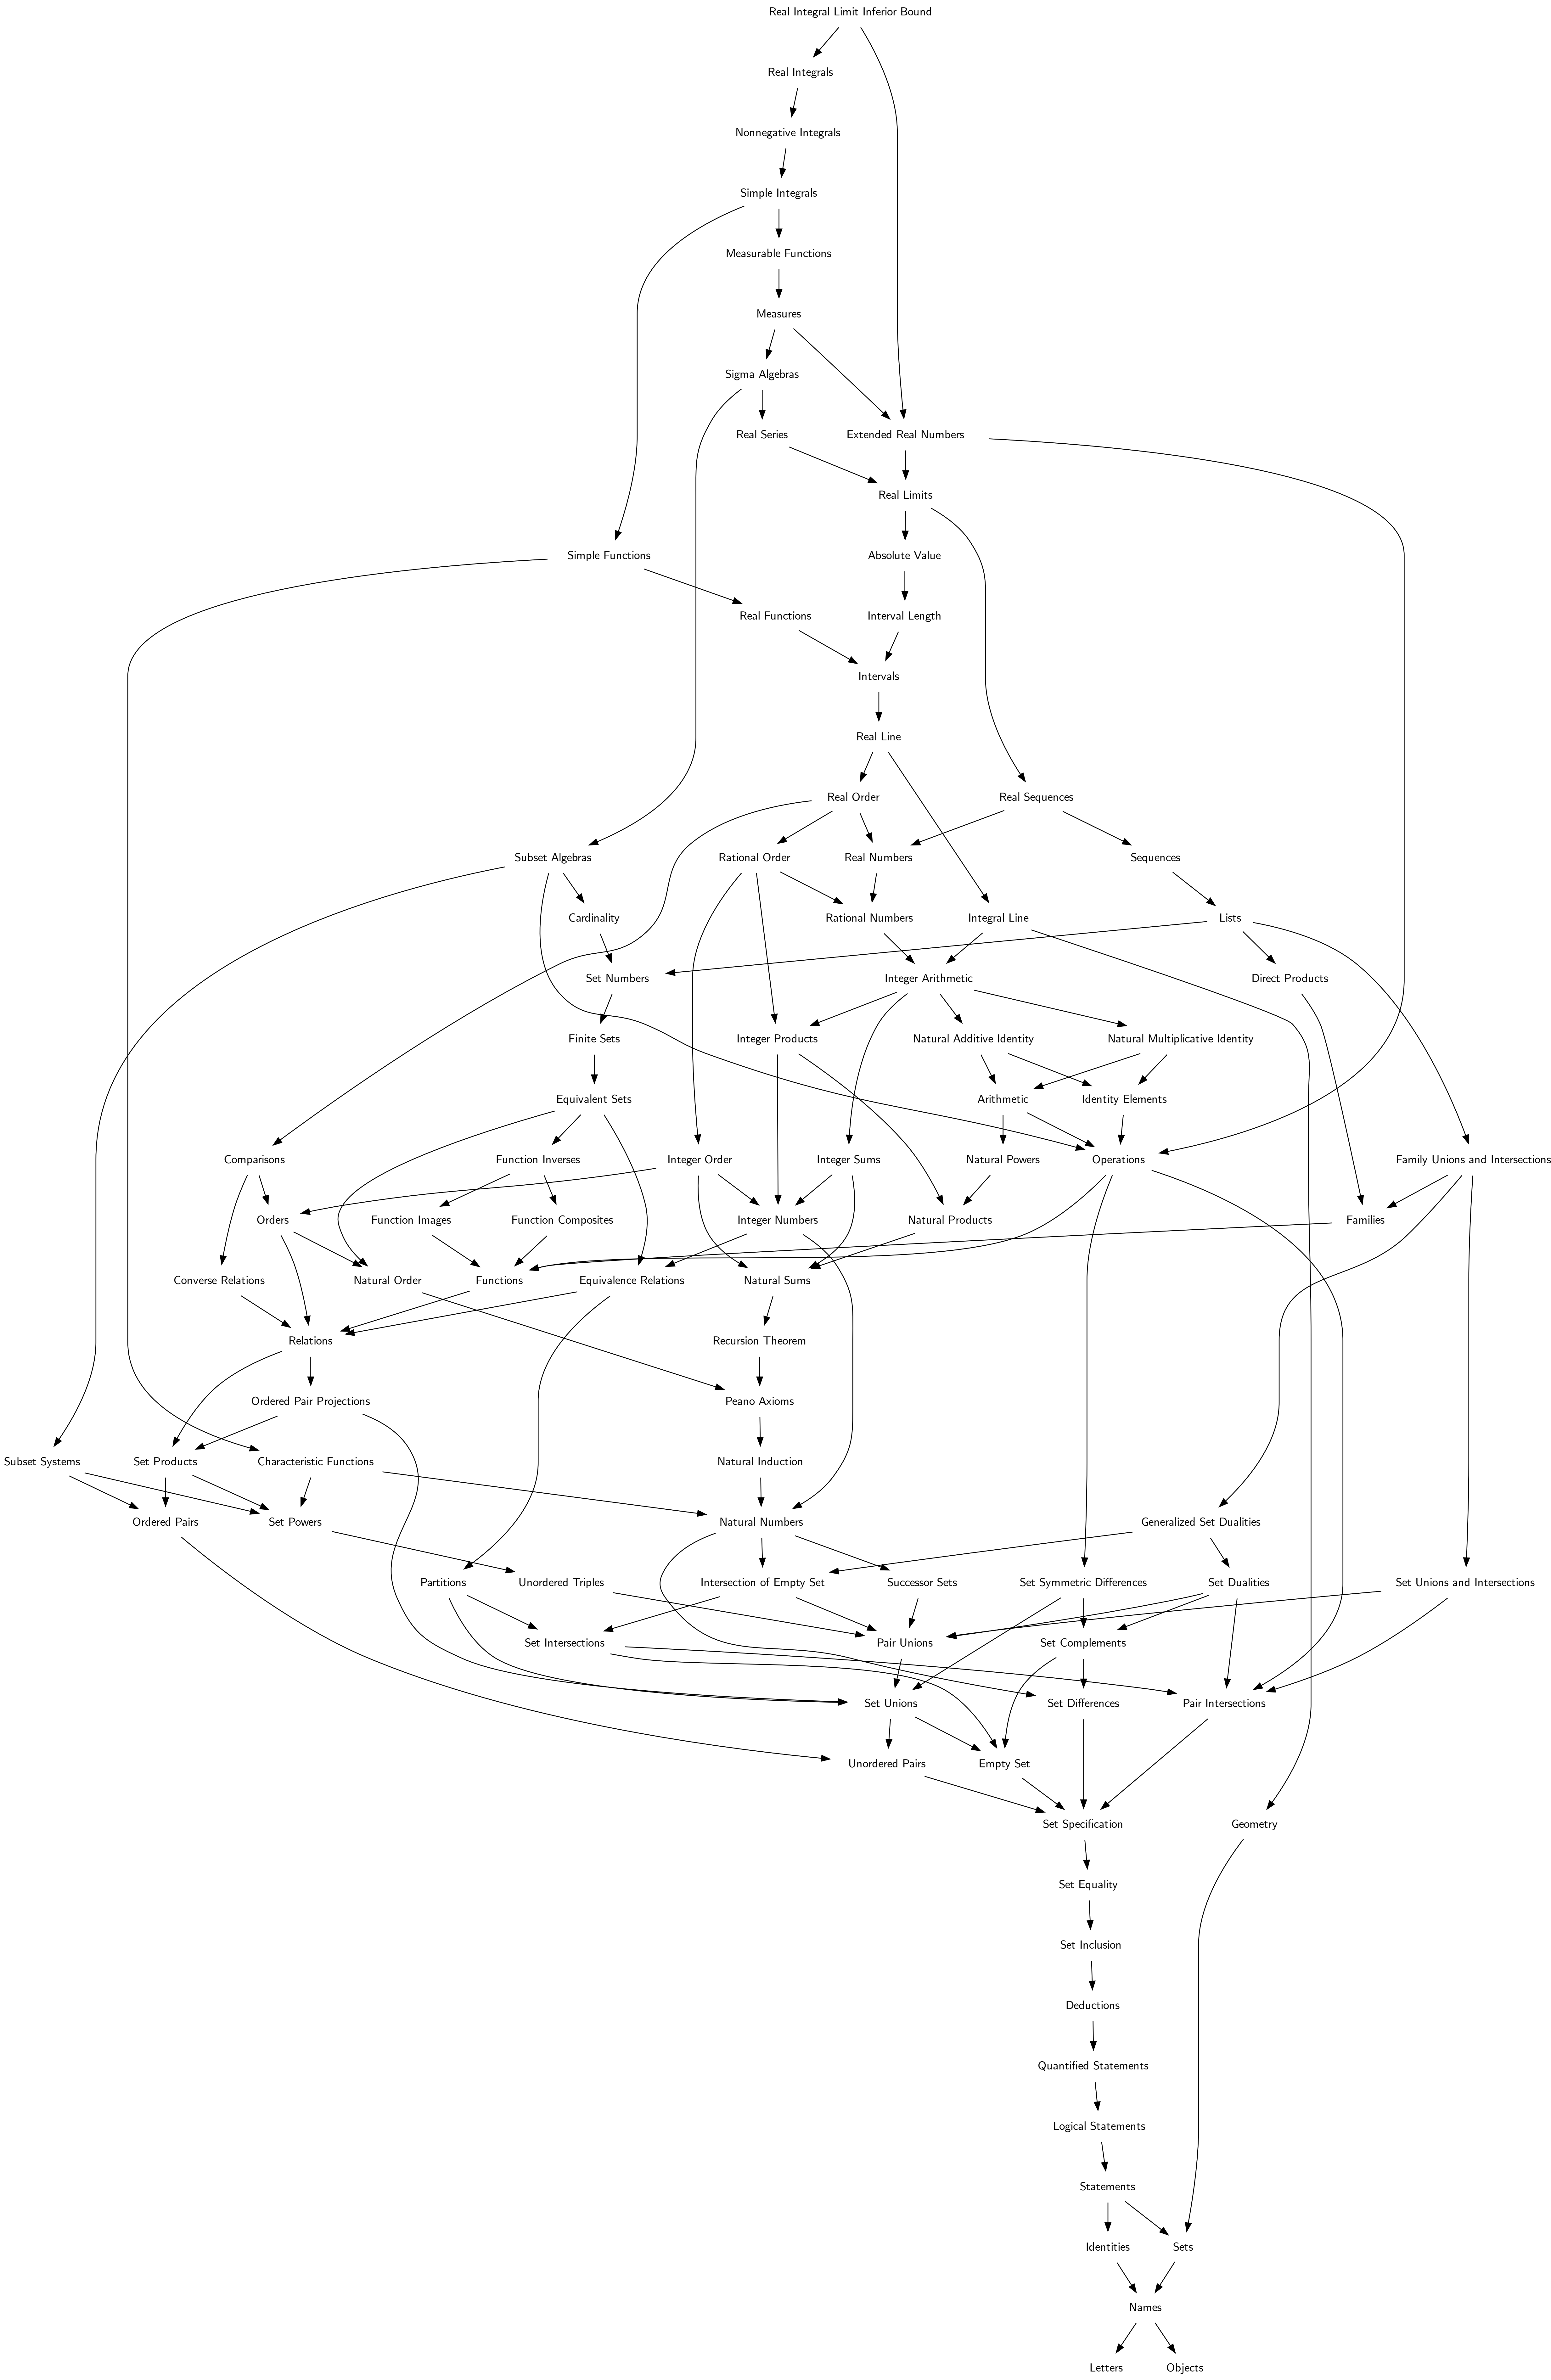 Real Integral Limit Inferior Bound
Real Integrals
Nonnegative Integrals
Simple Integrals
Measurable Functions
Measures
Sigma Algebras
Real Series
Extended Real Numbers
Real Limits
Simple Functions
Absolute Value
Real Functions
Interval Length
Intervals
Real Line
Real Order
Real Sequences
Subset Algebras
Rational Order
Real Numbers
Sequences
Cardinality
Rational Numbers
Integral Line
Lists
Set Numbers
Integer Arithmetic
Direct Products
Finite Sets
Integer Products
Natural Additive Identity
Natural Multiplicative Identity
Equivalent Sets
Arithmetic
Identity Elements
Comparisons
Function Inverses
Integer Order
Integer Sums
Natural Powers
Operations
Family Unions and Intersections
Orders
Function Images
Function Composites
Integer Numbers
Natural Products
Families
Converse Relations
Natural Order
Functions
Equivalence Relations
Natural Sums
Relations
Recursion Theorem
Ordered Pair Projections
Peano Axioms
Subset Systems
Set Products
Characteristic Functions
Natural Induction
Ordered Pairs
Set Powers
Natural Numbers
Generalized Set Dualities
Partitions
Unordered Triples
Intersection of Empty Set
Successor Sets
Set Symmetric Differences
Set Dualities
Set Unions and Intersections
Set Intersections
Pair Unions
Set Complements
Set Unions
Set Differences
Pair Intersections
Unordered Pairs
Empty Set
Set Specification
Geometry
Set Equality
Set Inclusion
Deductions
Quantified Statements
Logical Statements
Statements
Identities
Sets
Names
Letters
Objects